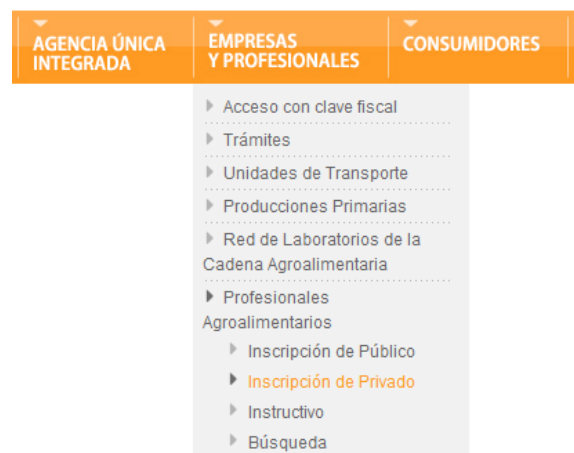 AGENCIA ÚNICA
INTEGRADA
EMPRESAS
Y PROFESIONALES
CONSUMIDORES
Acceso con clave fiscal
Trámites
Unidades de Transporte
Producciones Primarias
Red de Laboratorios de la
Cadena Agroalimentaria
Profesionales
Agroalimentarios
Inscripción de Público
Inscripción de Privado
Instructivo
Búsqueda